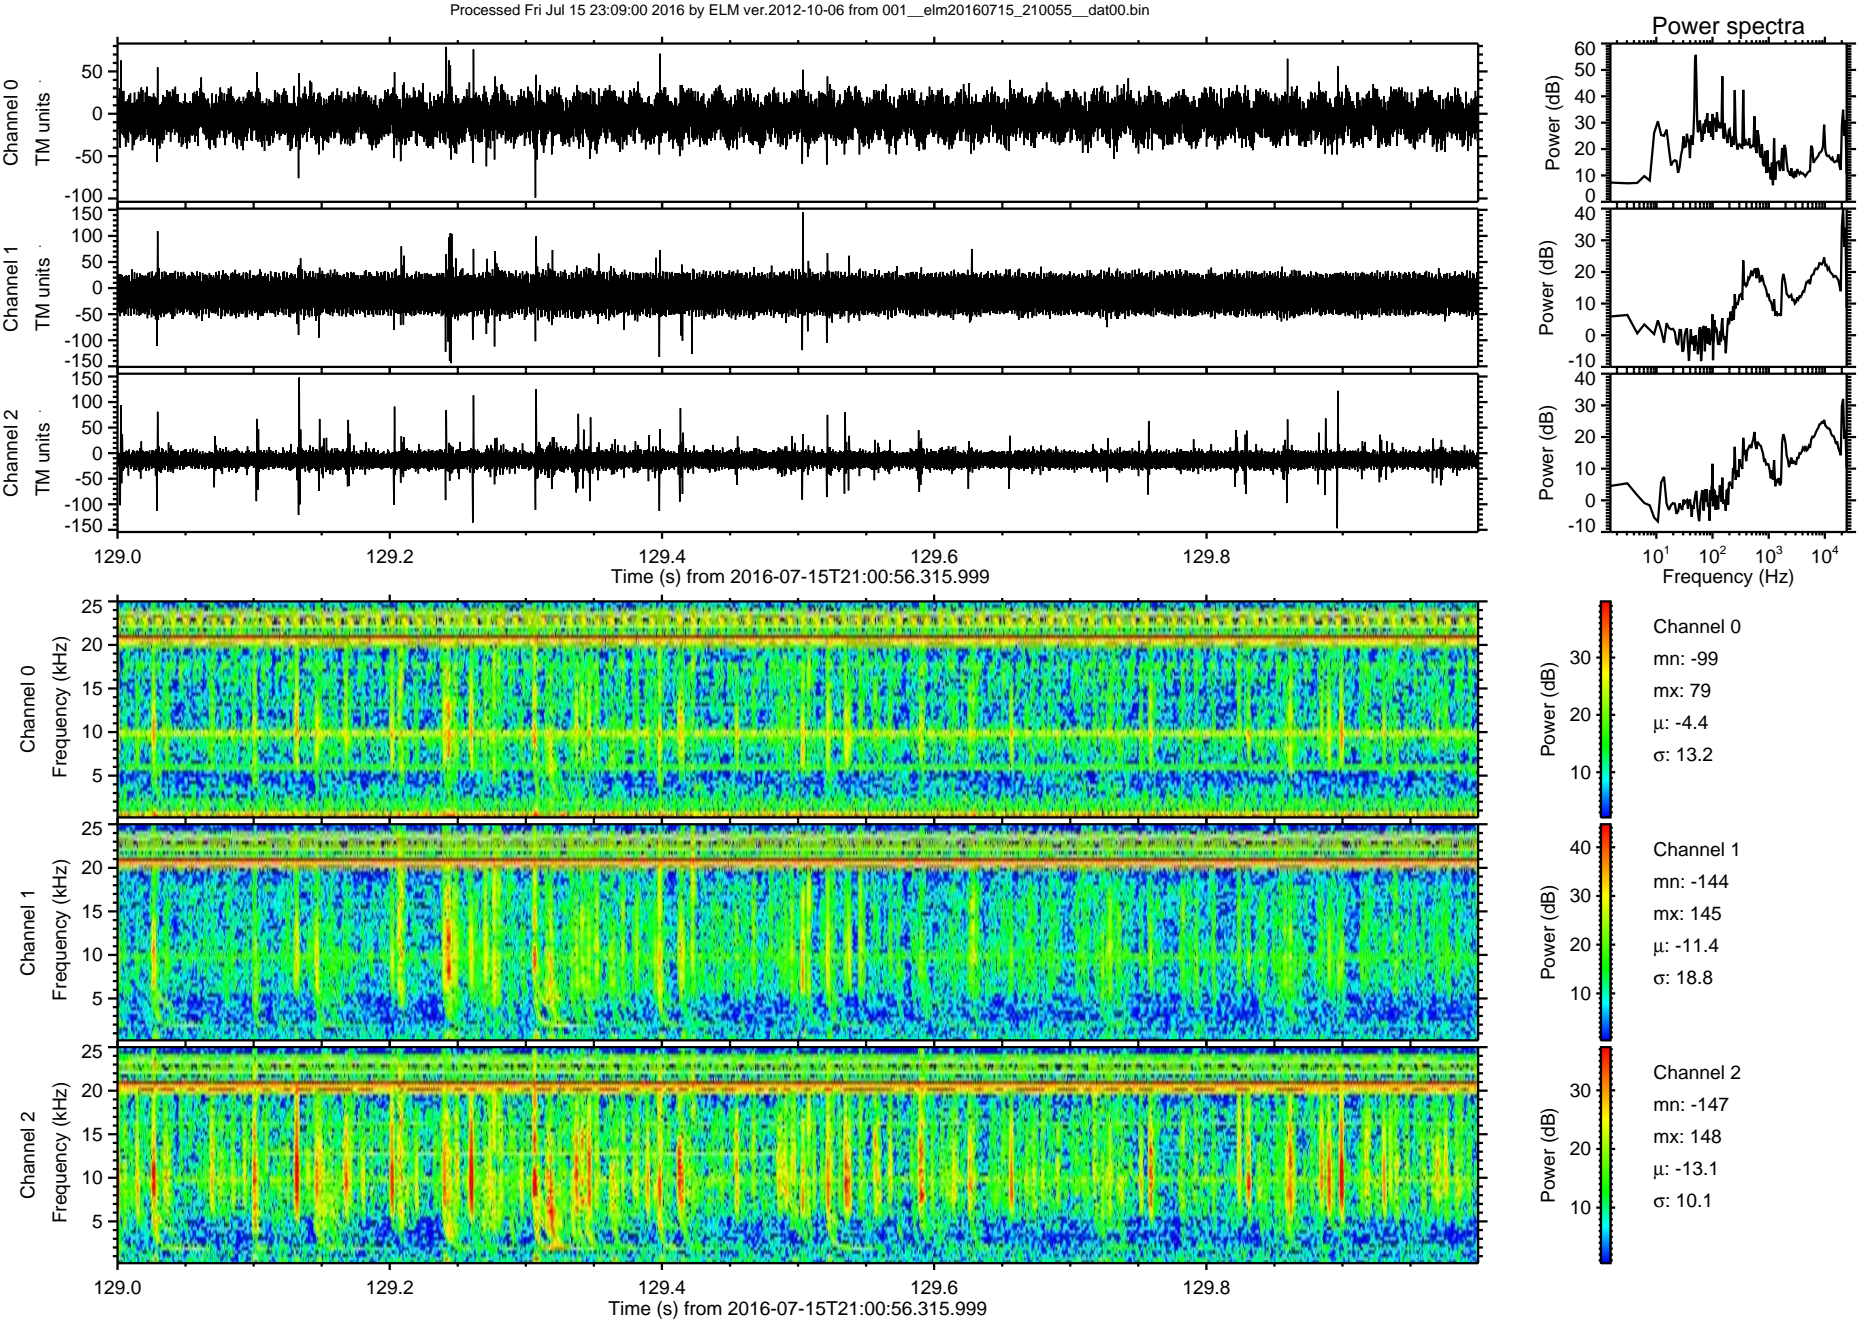 Processed Fri Jul 15 23:09:00 2016 by ELM ver.2012-10-06 from 001__elm20160715_210055__dat00.bin
Power spectra
Channel 0
TM units
50
0
-50
-100
Power (dB)
60
50
40
30
20
10
0
Channel 1
TM units
150
100
50
0
-50
-100
-150
Power (dB)
40
30
20
10
0
-10
Channel 2
TM units
150
100
50
0
-50
-100
-150
Power (dB)
40
30
20
10
0
-10
129.0 129.2 129.4 129.6 129.8
Time (s) from 2016-07-15T21:00:56.315.999
10¹ 10² 10³ 10⁴
Frequency (Hz)
Channel 0
Frequency (kHz)
25
20
15
10
5
Power (dB)
30
20
10
Channel 0
mn: -99
mx: 79
μ: -4.4
σ: 13.2
Channel 1
Frequency (kHz)
25
20
15
10
5
Power (dB)
40
30
20
10
Channel 1
mn: -144
mx: 145
μ: -11.4
σ: 18.8
Channel 2
Frequency (kHz)
25
20
15
10
5
Power (dB)
30
20
10
Channel 2
mn: -147
mx: 148
μ: -13.1
σ: 10.1
129.0 129.2 129.4 129.6 129.8
Time (s) from 2016-07-15T21:00:56.315.999